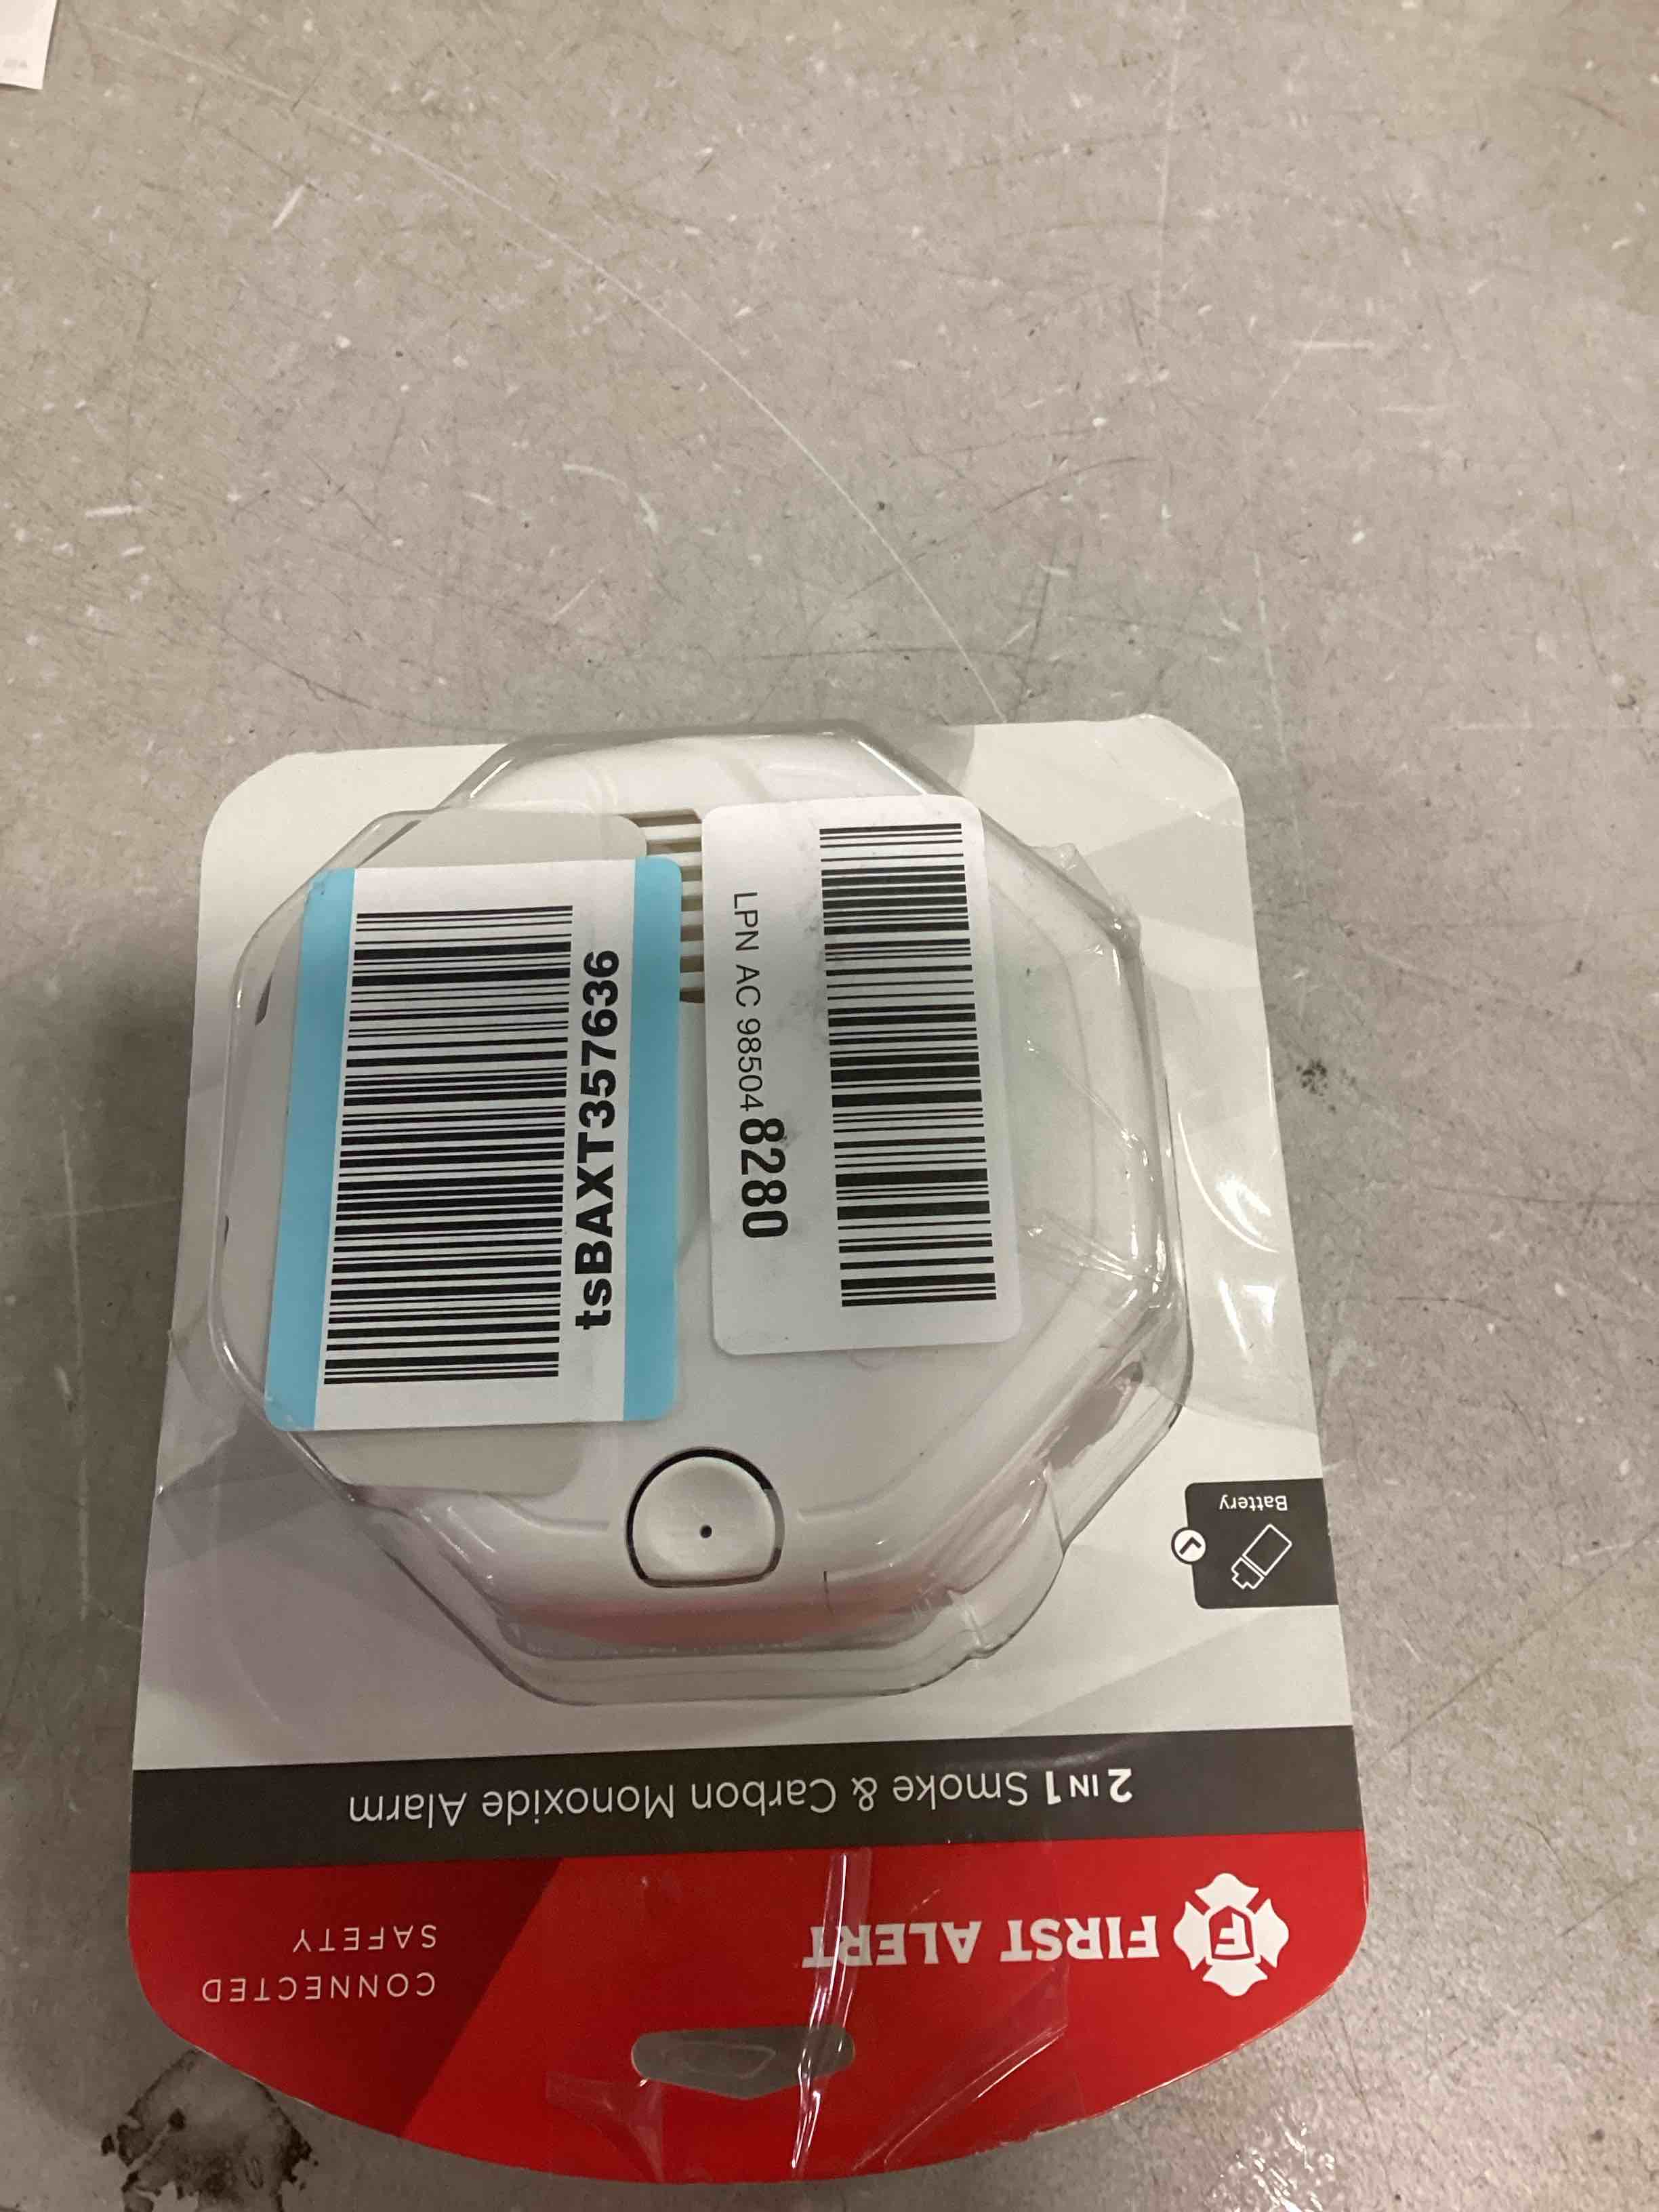 FIRST ALERT
CONNECTED
SAFETY
2 IN 1 Smoke & Carbon Monoxide Alarm
Battery
LPN AC 98504 8280
tsBAXT357636